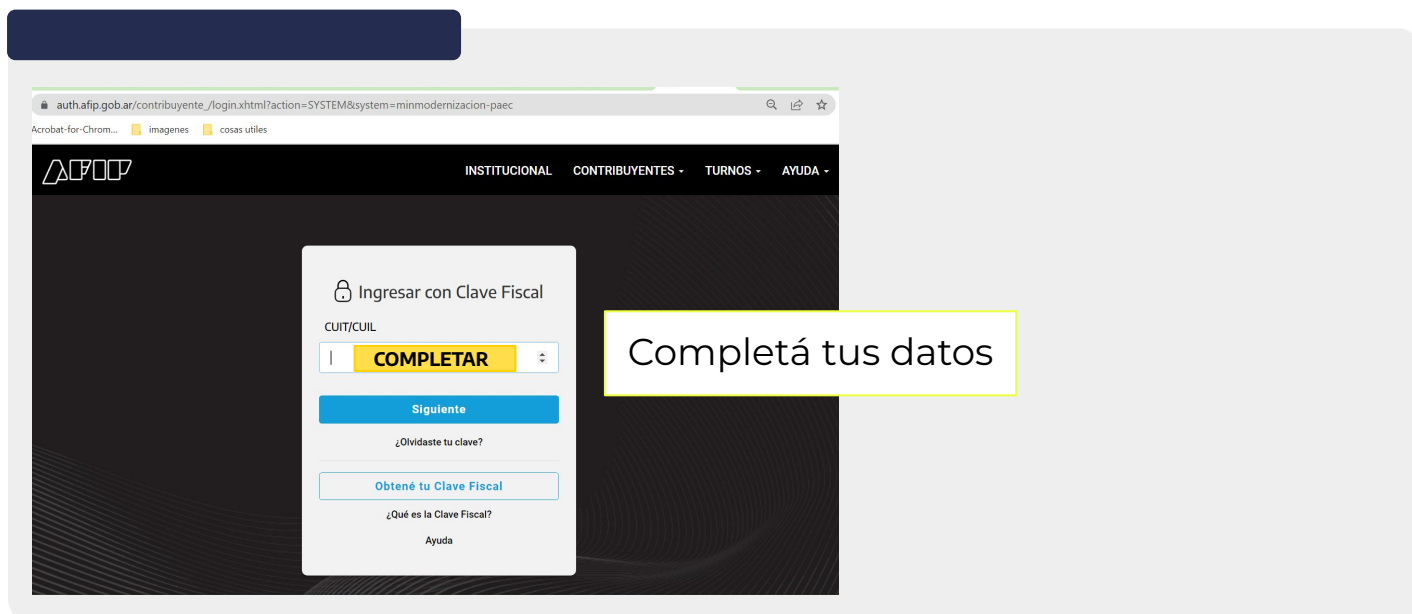 auth.afip.gob.ar/contribuyente_/login.xhtml?action=SYSTEM&system=minmodernizacion-paec
Acrobat-for-Chrom... imagenes cosas utiles
AFIP INSTITUCIONAL CONTRIBUYENTES TURNOS AYUDA
Ingresar con Clave Fiscal
CUIT/CUIL
COMPLETAR
Completá tus datos
Siguiente
¿Olvidaste tu clave?
Obtené tu Clave Fiscal
¿Qué es la Clave Fiscal?
Ayuda